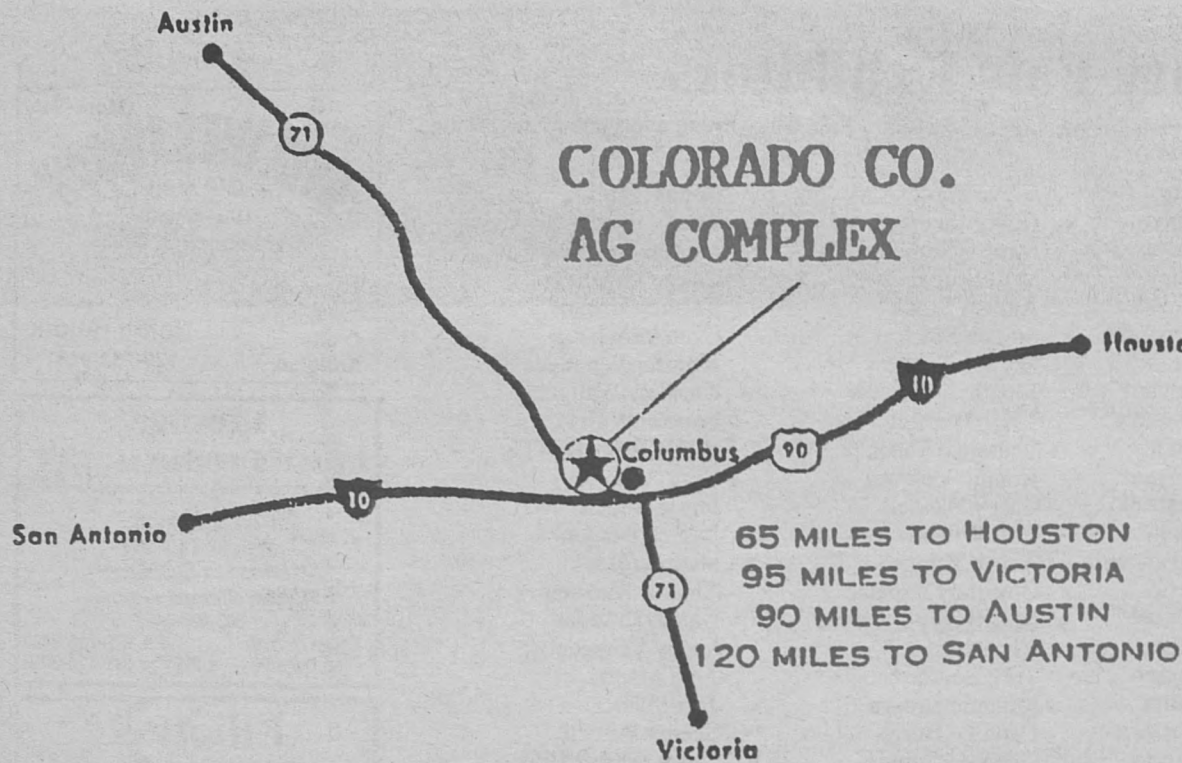 Austin
71
COLORADO CO.
AG COMPLEX
Housto
10
Columbus
90
10
San Antonio
65 MILES TO HOUSTON
95 MILES TO VICTORIA
71
90 MILES TO AUSTIN
120 MILES TO SAN ANTONIO
Victoria